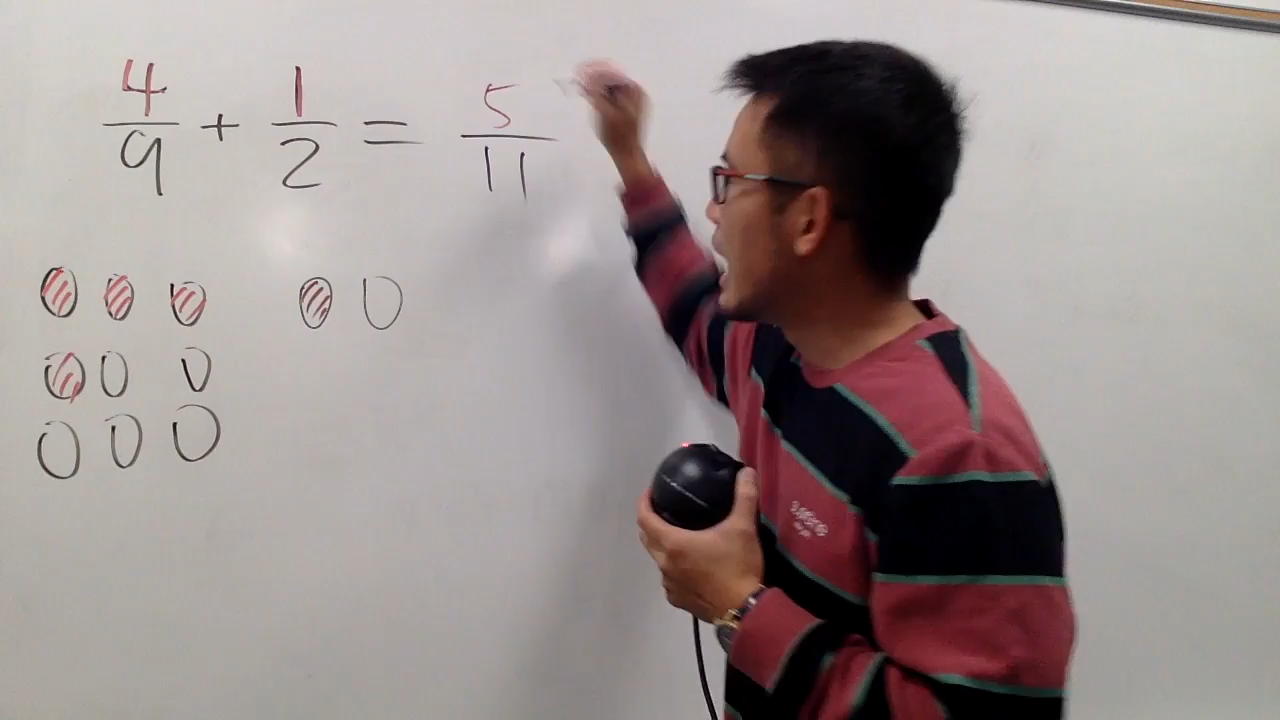 4/9 + 1/2 = 5/11